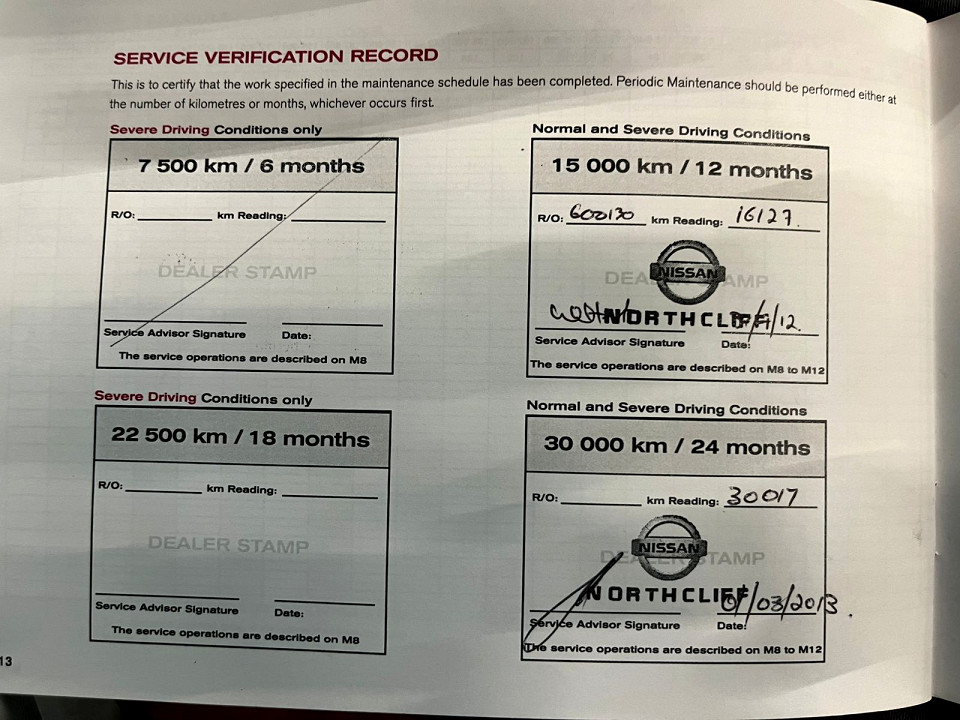 SERVICE VERIFICATION RECORD
This is to certify that the work specified in the maintenance schedule has been completed. Periodic Maintenance should be performed either at
the number of kilometres or months, whichever occurs first.
Severe Driving Conditions only
7 500 km / 6 months
R/O: km Reading:
DEALER STAMP
Service Advisor Signature Date:
The service operations are described on M8
Normal and Severe Driving Conditions
15 000 km / 12 months
R/O: 600130 km Reading: 16127.
DEALER STAMP
NISSAN
NORTHCLIFF /12.
Service Advisor Signature Date:
The service operations are described on M8 to M12
Severe Driving Conditions only
22 500 km / 18 months
R/O: km Reading:
DEALER STAMP
Service Advisor Signature Date:
The service operations are described on M8
Normal and Severe Driving Conditions
30 000 km / 24 months
R/O: km Reading: 30017
DEALER STAMP
NISSAN
NORTHCLIFF 01/03/2013.
Service Advisor Signature Date:
The service operations are described on M8 to M12
13